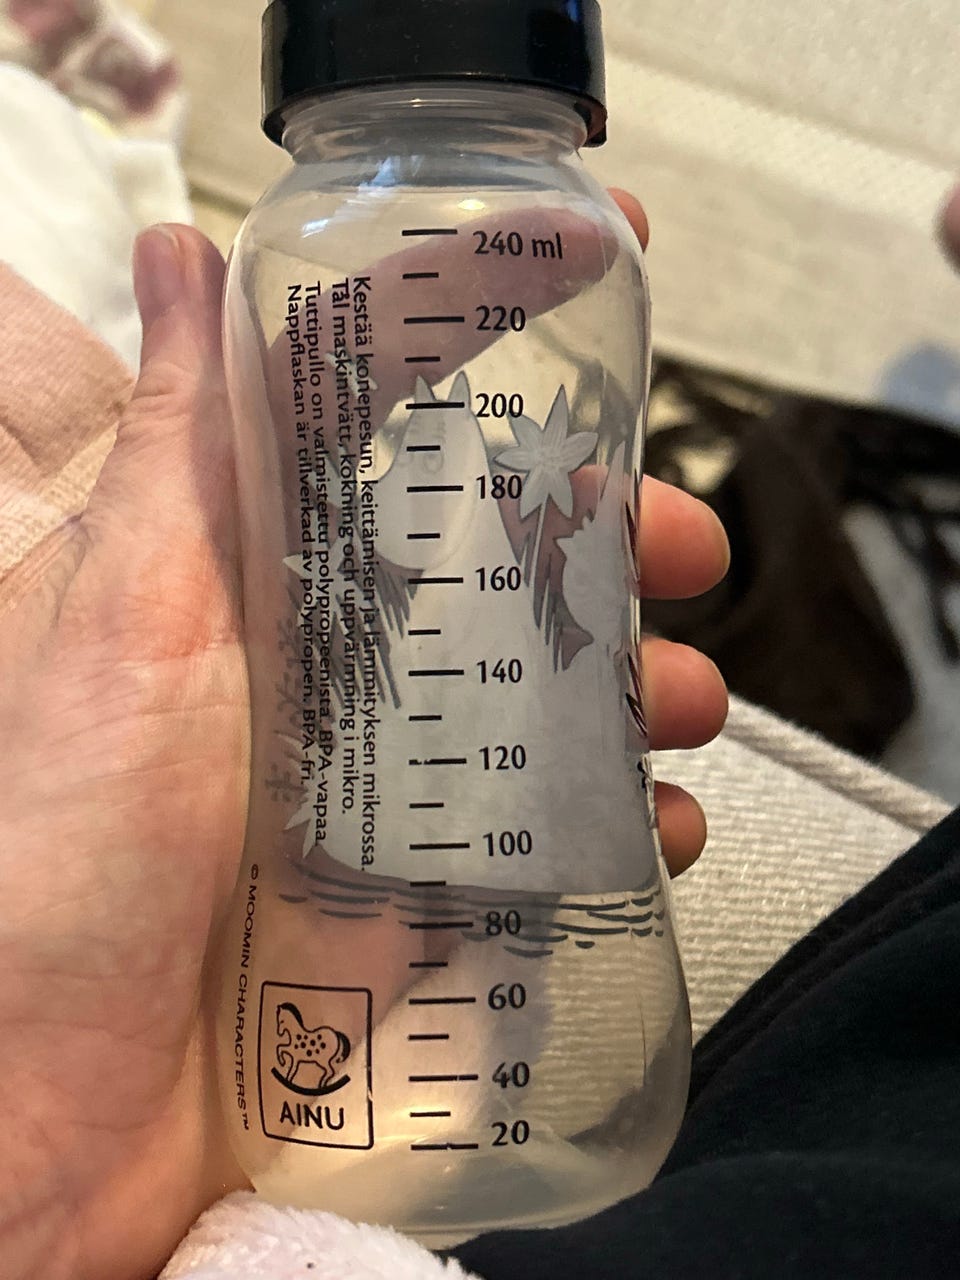 240 ml
220
200
180
160
140
120
100
80
60
40
20
Kestää konepesun, keittämisen ja lämmityksen mikrossa.
Tål maskintvätt, kokning och uppvärmning i mikro.
Tuttipullo on valmistettu polypropeenista. BPA-vapaa.
Nappflaskan är tillverkad av polypropen. BPA-fri.
© MOOMIN CHARACTERS™
AINU